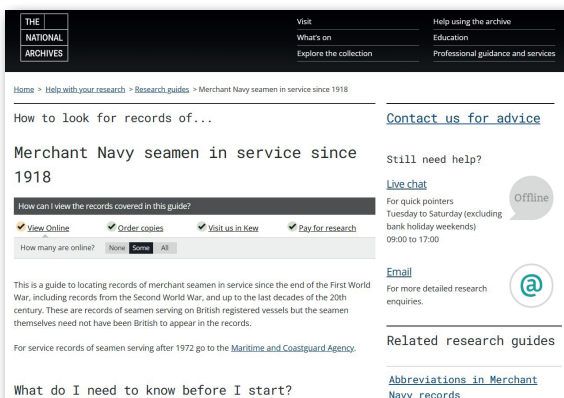 THE
NATIONAL
ARCHIVES
Visit
What's on
Explore the collection
Help using the archive
Education
Professional guidance and services
Home > Help with your research > Research guides > Merchant Navy seamen in service since 1918
How to look for records of...
Merchant Navy seamen in service since
1918
How can I view the records covered in this guide?
View Online
Order copies
Visit us in Kew
Pay for research
How many are online? None Some All
This is a guide to locating records of merchant seamen in service since the end of the First World
War, including records from the Second World War, and up to the last decades of the 20th
century. These are records of seamen serving on British registered vessels but the seamen
themselves need not have been British to appear in the records.
For service records of seamen serving after 1972 go to the Maritime and Coastguard Agency.
What do I need to know before I start?
Contact us for advice
Still need help?
Live chat
For quick pointers
Tuesday to Saturday (excluding
bank holiday weekends)
09:00 to 17:00
Offline
Email
For more detailed research
enquiries.
@
Related research guides
Abbreviations in Merchant
Navy records